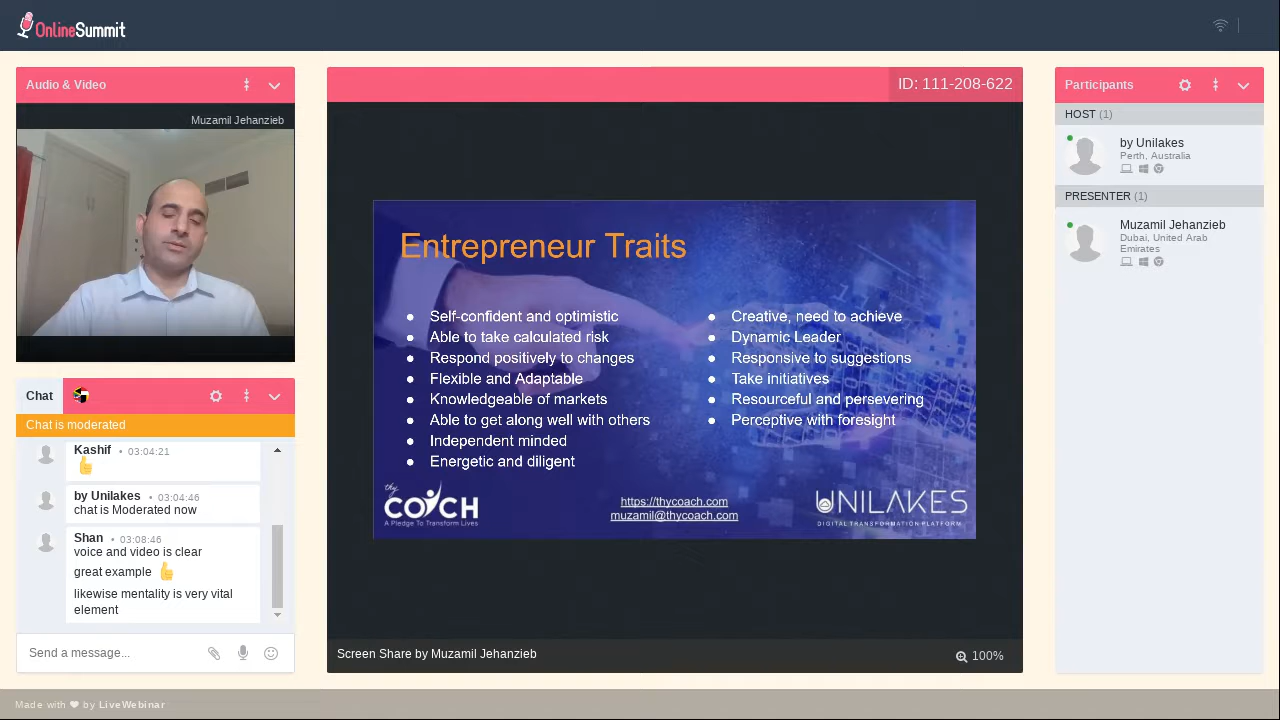 OnlineSummit
Audio & Video
Muzamil Jehanzieb
Chat
Chat is moderated
Kashif • 03:04:21
by Unilakes • 03:04:46
chat is Moderated now
Shan • 03:08:46
voice and video is clear
great example
likewise mentality is very vital
element
Send a message...
ID: 111-208-622
Entrepreneur Traits
● Self-confident and optimistic
● Able to take calculated risk
● Respond positively to changes
● Flexible and Adaptable
● Knowledgeable of markets
● Able to get along well with others
● Independent minded
● Energetic and diligent
● Creative, need to achieve
● Dynamic Leader
● Responsive to suggestions
● Take initiatives
● Resourceful and persevering
● Perceptive with foresight
thy
COACH
A Pledge To Transform Lives
https://thycoach.com
muzamil@thycoach.com
UNILAKES
DIGITAL TRANSFORMATION PLATFORM
Screen Share by Muzamil Jehanzieb
100%
Participants
HOST (1)
by Unilakes
Perth, Australia
PRESENTER (1)
Muzamil Jehanzieb
Dubai, United Arab
Emirates
Made with ♥ by LiveWebinar